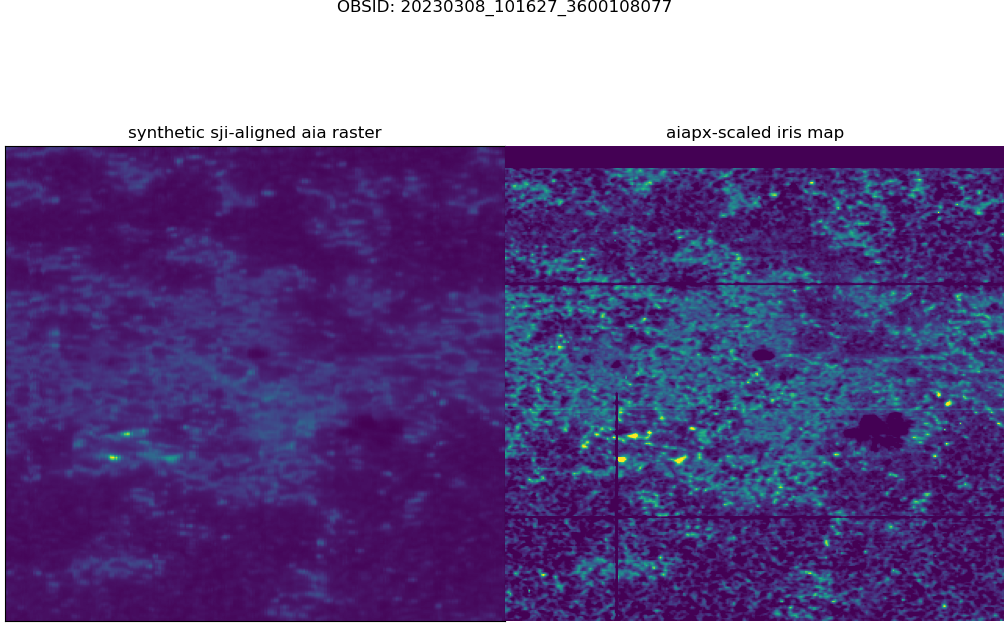 OBSID: 20230308_101627_3600108077
synthetic sji-aligned aia raster
aiapx-scaled iris map